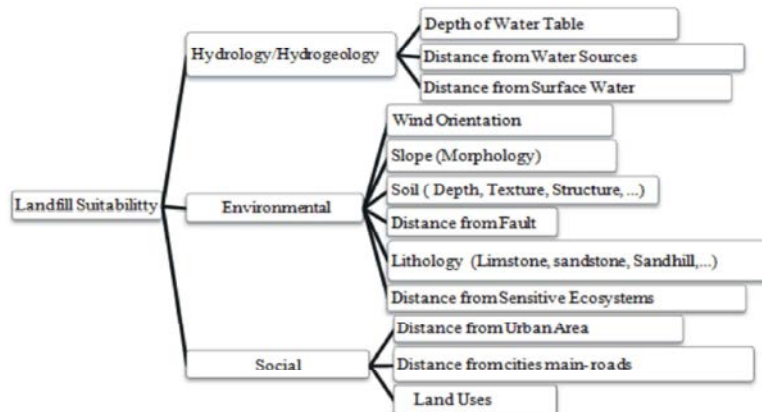 Depth of Water Table
Hydrology/Hydrogeology
Distance from Water Sources
Distance from Surface Water
Wind Orientation
Slope (Morphology)
Soil ( Depth, Texture, Structure, ...)
Landfill Suitabilitty
Environmental
Distance from Fault
Lithology (Limstone, sandstone, Sandhill,...)
Distance from Sensitive Ecosystems
Distance from Urban Area
Social
Distance from cities main-roads
Land Uses